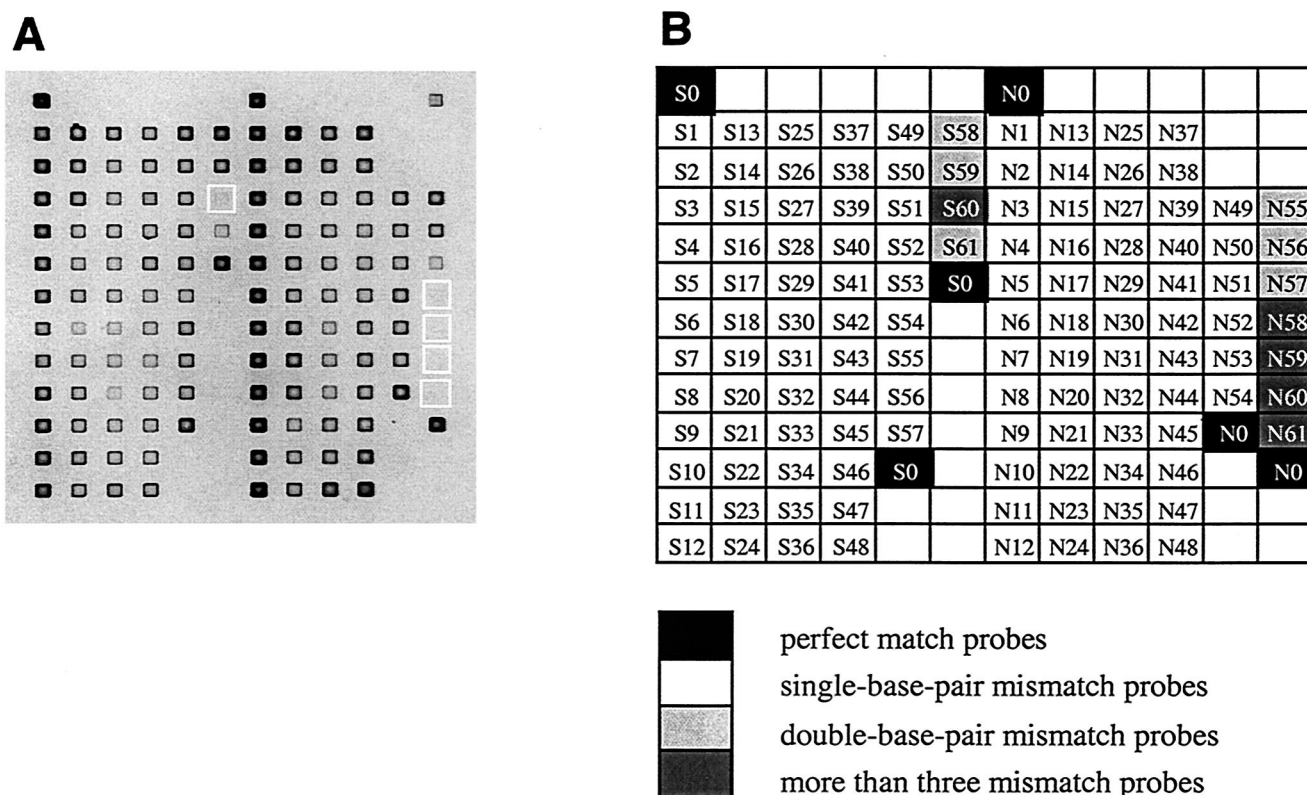 A
B
S0 N0
S1 S13 S25 S37 S49 S58 N1 N13 N25 N37
S2 S14 S26 S38 S50 S59 N2 N14 N26 N38
S3 S15 S27 S39 S51 S60 N3 N15 N27 N39 N49 N55
S4 S16 S28 S40 S52 S61 N4 N16 N28 N40 N50 N56
S5 S17 S29 S41 S53 S0 N5 N17 N29 N41 N51 N57
S6 S18 S30 S42 S54 N6 N18 N30 N42 N52 N58
S7 S19 S31 S43 S55 N7 N19 N31 N43 N53 N59
S8 S20 S32 S44 S56 N8 N20 N32 N44 N54 N60
S9 S21 S33 S45 S57 N9 N21 N33 N45 N0 N61
S10 S22 S34 S46 S0 N10 N22 N34 N46 N0
S11 S23 S35 S47 N11 N23 N35 N47
S12 S24 S36 S48 N12 N24 N36 N48
perfect match probes
single-base-pair mismatch probes
double-base-pair mismatch probes
more than three mismatch probes